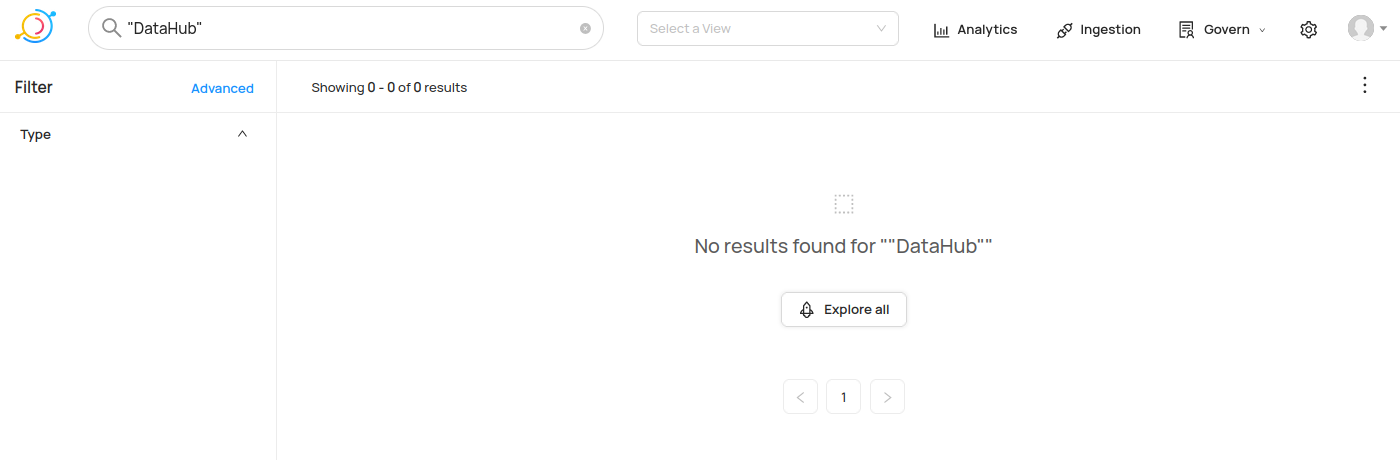 "DataHub"
Select a View
Analytics
Ingestion
Govern
Filter
Advanced
Showing 0 - 0 of 0 results
Type
No results found for ""DataHub""
Explore all
1